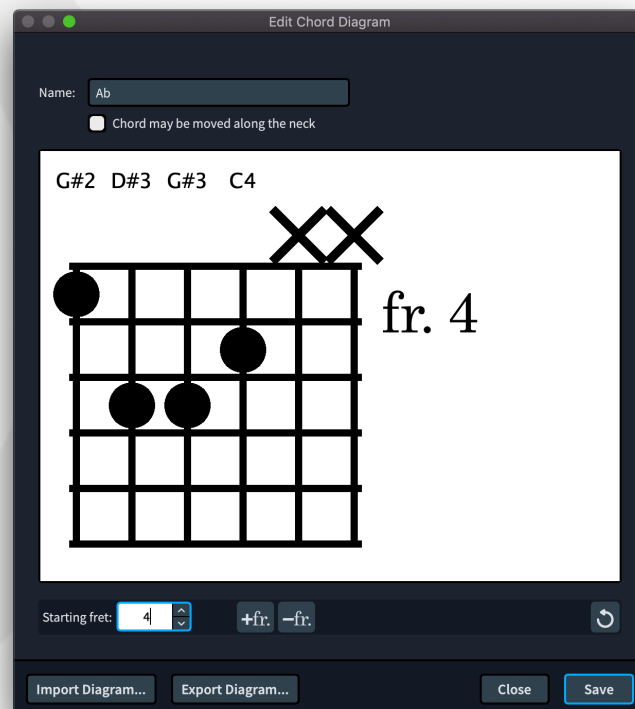 Edit Chord Diagram
Name: Ab
Chord may be moved along the neck
G#2 D#3 G#3 C4
fr. 4
Starting fret: 4 +fr. −fr.
Import Diagram... Export Diagram... Close Save